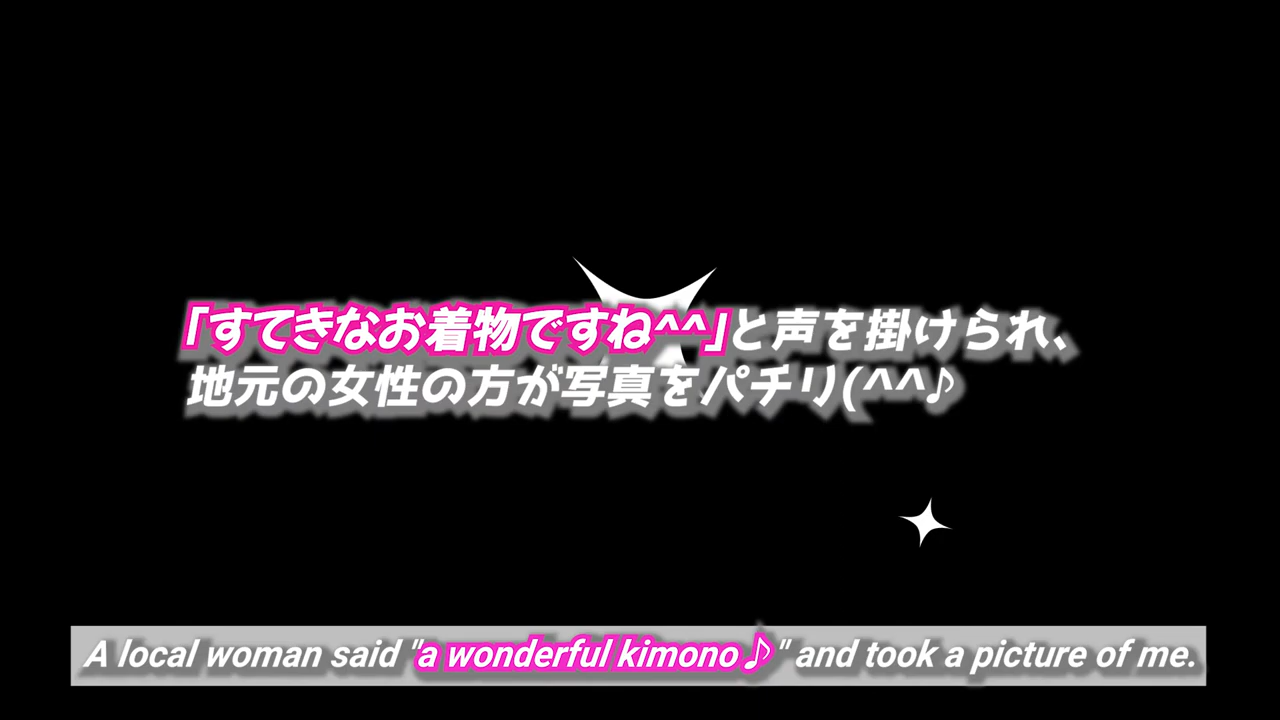 「すてきなお着物ですね^^」と声を掛けられ、
地元の女性の方が写真をパチリ(^^♪
A local woman said "a wonderful kimono♪" and took a picture of me.